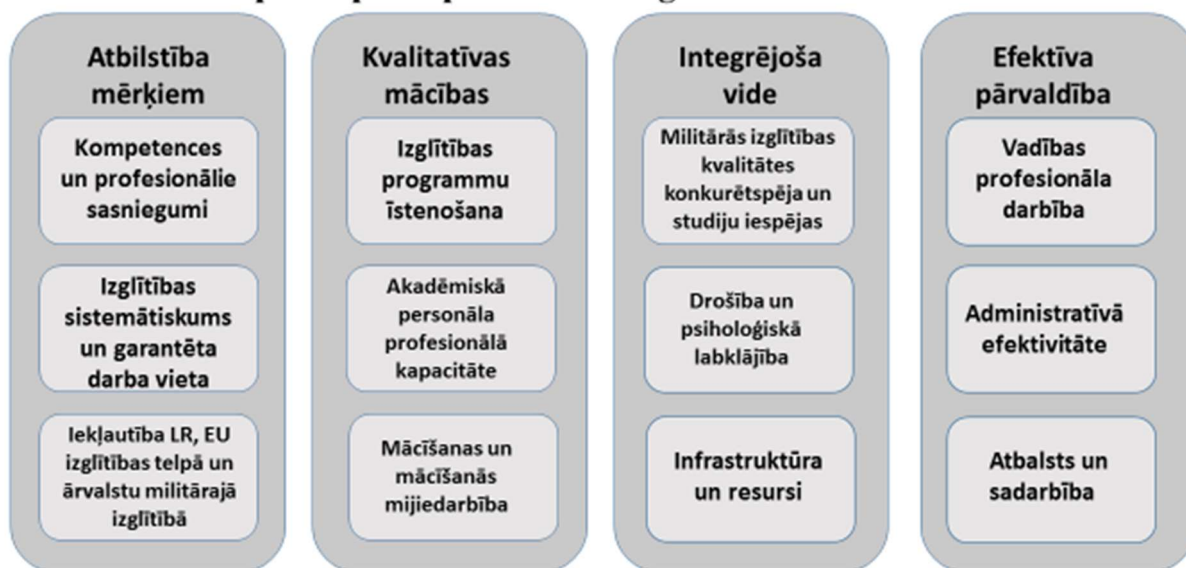 Atbilstība
mērķiem
Kompetences
un profesionālie
sasniegumi
Izglītības
sistemātiskums
un garantēta
darba vieta
Iekļautība LR, EU
izglītības telpā un
ārvalstu militārajā
izglītībā
Kvalitatīvas
mācības
Izglītības
programmu
īstenošana
Akadēmiskā
personāla
profesionālā
kapacitāte
Mācīšanas un
mācīšanās
mijiedarbība
Integrējoša
vide
Militārās izglītības
kvalitātes
konkurētspēja un
studiju iespējas
Drošība un
psiholoģiskā
labklājība
Infrastruktūra
un resursi
Efektīva
pārvaldība
Vadības
profesionāla
darbība
Administratīvā
efektivitāte
Atbalsts un
sadarbība